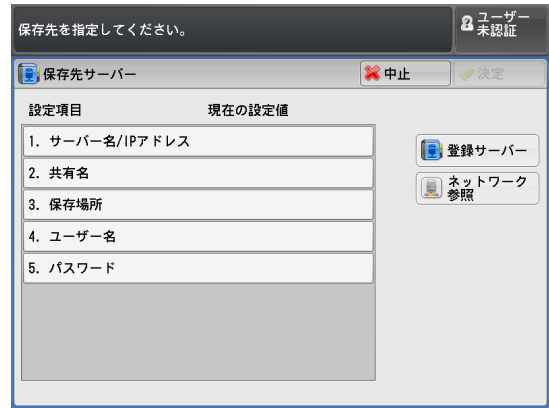 保存先を指定してください。
ユーザー
未認証
保存先サーバー
中止
決定
設定項目 現在の設定値
1. サーバー名/IPアドレス
2. 共有名
3. 保存場所
4. ユーザー名
5. パスワード
登録サーバー
ネットワーク
参照